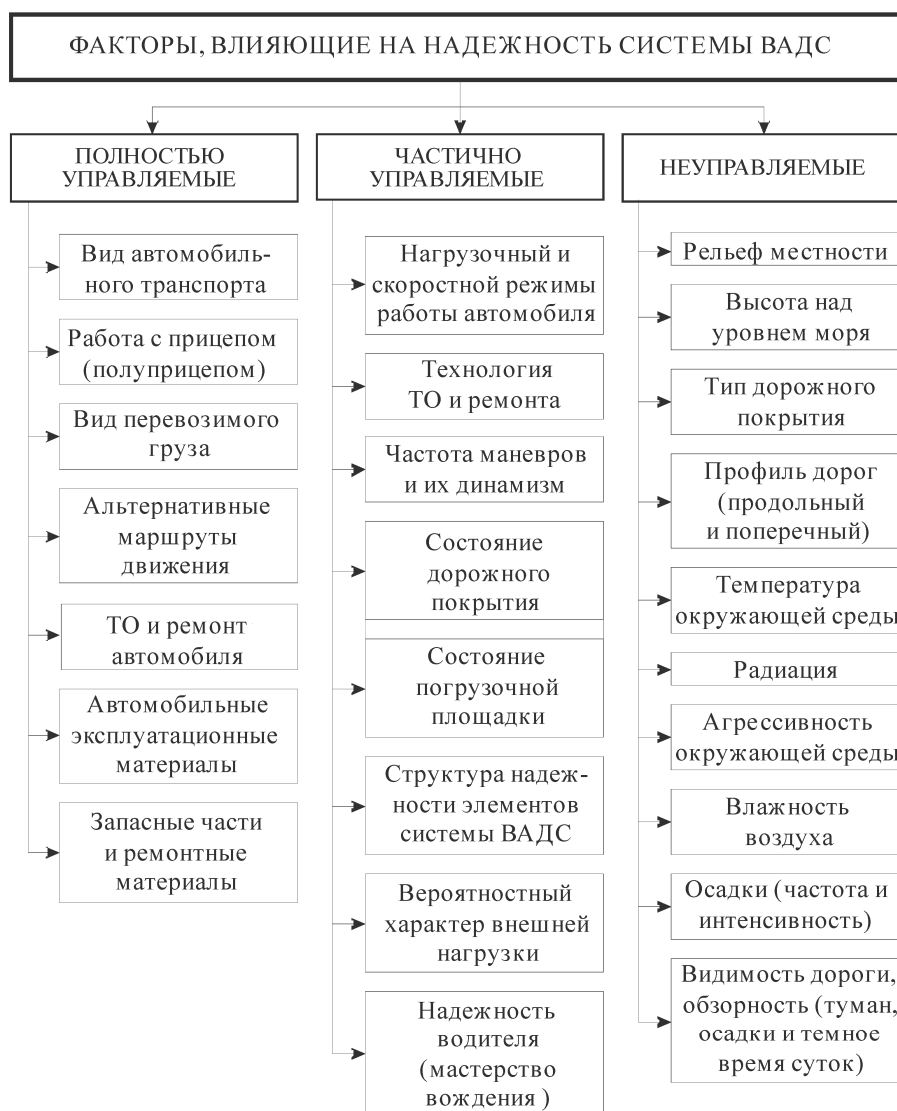 ФАКТОРЫ, ВЛИЯЮЩИЕ НА НАДЕЖНОСТЬ СИСТЕМЫ ВАДС
ПОЛНОСТЬЮ
УПРАВЛЯЕМЫЕ
Вид автомобиль-
ного транспорта
Работа с прицепом
(полуприцепом)
Вид перевозимого
груза
Альтернативные
маршруты
движения
ТО и ремонт
автомобиля
Автомобильные
эксплуатационные
материалы
Запасные части
и ремонтные
материалы
ЧАСТИЧНО
УПРАВЛЯЕМЫЕ
Нагрузочный и
скоростной режимы
работы автомобиля
Технология
ТО и ремонта
Частота маневров
и их динамизм
Состояние
дорожного
покрытия
Состояние
погрузочной
площадки
Структура надеж-
ности элементов
системы ВАДС
Вероятностный
характер внешней
нагрузки
Надежность
водителя
(мастерство
вождения )
НЕУПРАВЛЯЕМЫЕ
Рельеф местности
Высота над
уровнем моря
Тип дорожного
покрытия
Профиль дорог
(продольный
и поперечный)
Температура
окружающей среды
Радиация
Агрессивность
окружающей среды
Влажность
воздуха
Осадки (частота и
интенсивность)
Видимость дороги,
обзорность (туман,
осадки и темное
время суток)